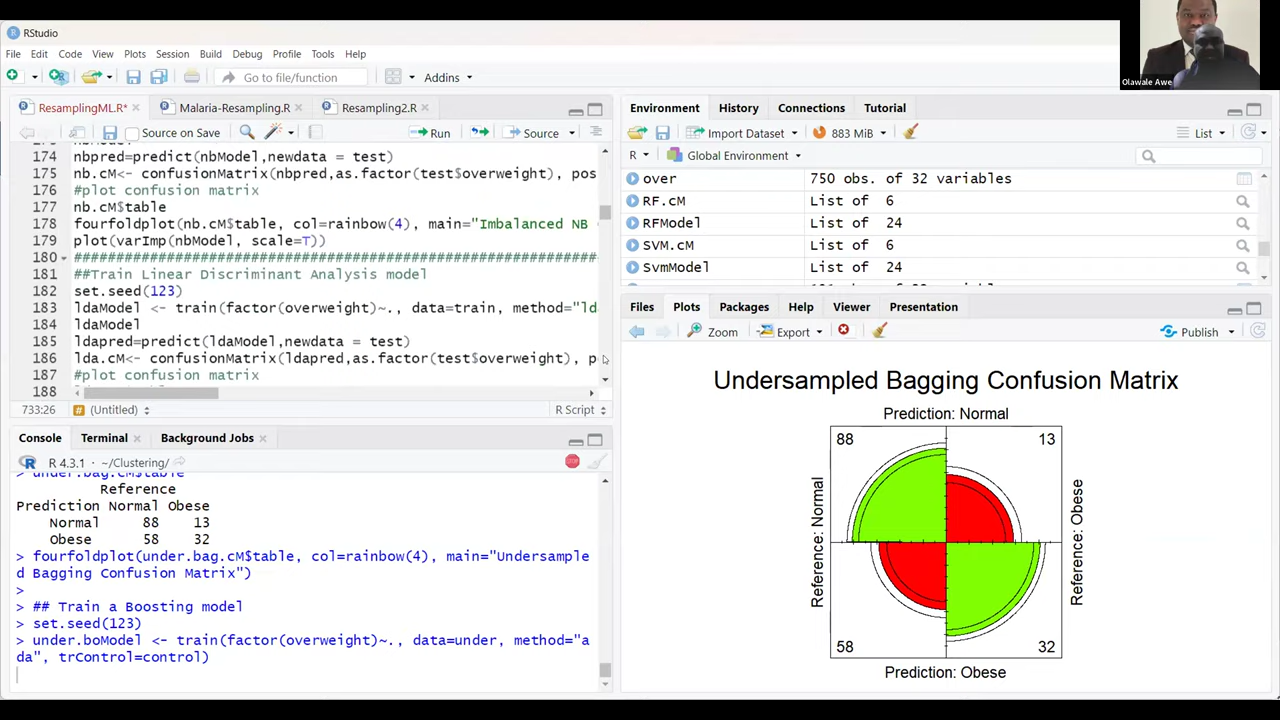 RStudio
File Edit Code View Plots Session Build Debug Profile Tools Help
Go to file/function Addins
Olawale Awe
ResamplingML.R* Malaria-Resampling.R Resampling2.R
Source on Save Run Source
174 nbpred=predict(nbModel,newdata = test)
175 nb.cM<- confusionMatrix(nbpred,as.factor(test$overweight), pos
176 #plot confusion matrix
177 nb.cM$table
178 fourfoldplot(nb.cM$table, col=rainbow(4), main="Imbalanced NB
179 plot(varImp(nbModel, scale=T))
180 ##########################################################
181 ##Train Linear Discriminant Analysis model
182 set.seed(123)
183 ldaModel <- train(factor(overweight)~., data=train, method="ld
184 ldaModel
185 ldapred=predict(ldaModel,newdata = test)
186 lda.cM<- confusionMatrix(ldapred,as.factor(test$overweight), p
187 #plot confusion matrix
188
733:26 # (Untitled) R Script
Console Terminal Background Jobs
R 4.3.1 · ~/Clustering/
> under.bag.cM$table
Reference
Prediction Normal Obese
Normal 88 13
Obese 58 32
> fourfoldplot(under.bag.cM$table, col=rainbow(4), main="Undersample
d Bagging Confusion Matrix")
>
> ## Train a Boosting model
> set.seed(123)
> under.boModel <- train(factor(overweight)~., data=under, method="a
da", trControl=control)
Environment History Connections Tutorial
Import Dataset 883 MiB List
R Global Environment
over 750 obs. of 32 variables
RF.cM List of 6
RFModel List of 24
SVM.cM List of 6
SvmModel List of 24
Files Plots Packages Help Viewer Presentation
Zoom Export Publish
Undersampled Bagging Confusion Matrix
Prediction: Normal
88 13
Reference: Normal
Reference: Obese
58 32
Prediction: Obese